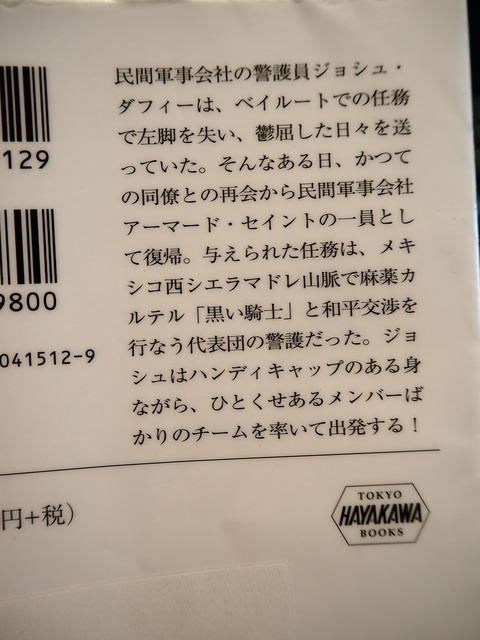 民間軍事会社の警護員ジョシュ・
ダフィーは、ベイルートでの任務
で左脚を失い、鬱屈した日々を送
っていた。そんなある日、かつて
の同僚との再会から民間軍事会社
アーマード・セイントの一員とし
て復帰。与えられた任務は、メキ
シコ西シエラマドレ山脈で麻薬カ
ルテル「黒い騎士」と和平交渉を
行なう代表団の警護だった。ジョ
シュはハンディキャップのある身
ながら、ひとくせあるメンバーば
かりのチームを率いて出発する！
129
9800
041512-9
円+税）
TOKYO
HAYAKAWA
BOOKS